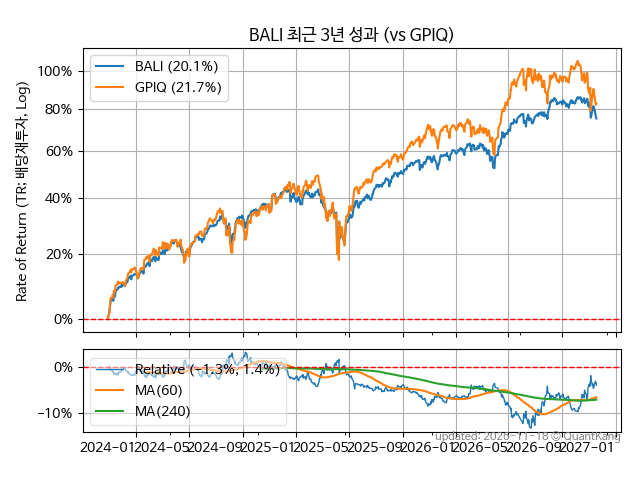 BALI 최근 3년 성과 (vs GPIQ)
Rate of Return (TR: 배당재투자, Log)
100%
80%
60%
40%
20%
0%
BALI (20.1%)
GPIQ (21.7%)
0%
−10%
Relative (−1.3%, 1.4%)
MA(60)
MA(240)
updated: 2026-11-18 © QuantKang
2024-01 2024-05 2024-09 2025-01 2025-05 2025-09 2026-01 2026-05 2026-09 2027-01